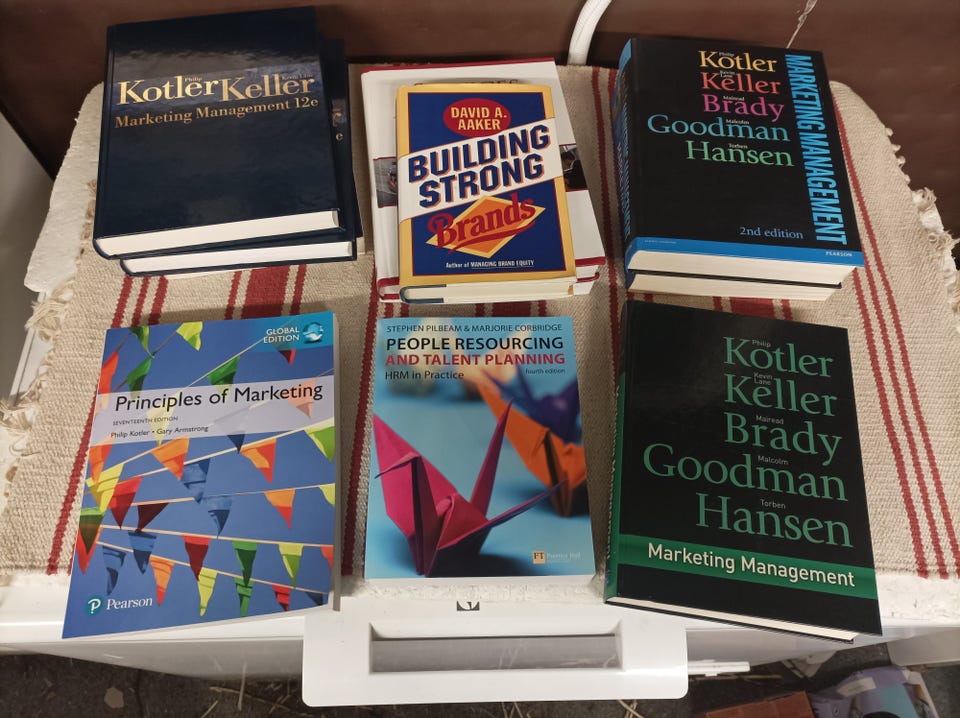 Philip Kevin Lane
Kotler Keller
Marketing Management 12e
e
DAVID A.
AAKER
BUILDING
STRONG
Brands
Author of MANAGING BRAND EQUITY
Philip
Kotler
Kevin Lane
Keller
Mairead
Brady
Malcolm
Goodman
Torben
Hansen
MARKETING MANAGEMENT
2nd edition
PEARSON
GLOBAL
EDITION
Principles of Marketing
SEVENTEENTH EDITION
Philip Kotler • Gary Armstrong
P Pearson
STEPHEN PILBEAM & MARJORIE CORBRIDGE
PEOPLE RESOURCING
AND TALENT PLANNING
HRM in Practice
fourth edition
FT Prentice Hall
Philip
Kotler
Kevin
Lane
Keller
Mairead
Brady
Malcolm
Goodman
Torben
Hansen
Marketing Management